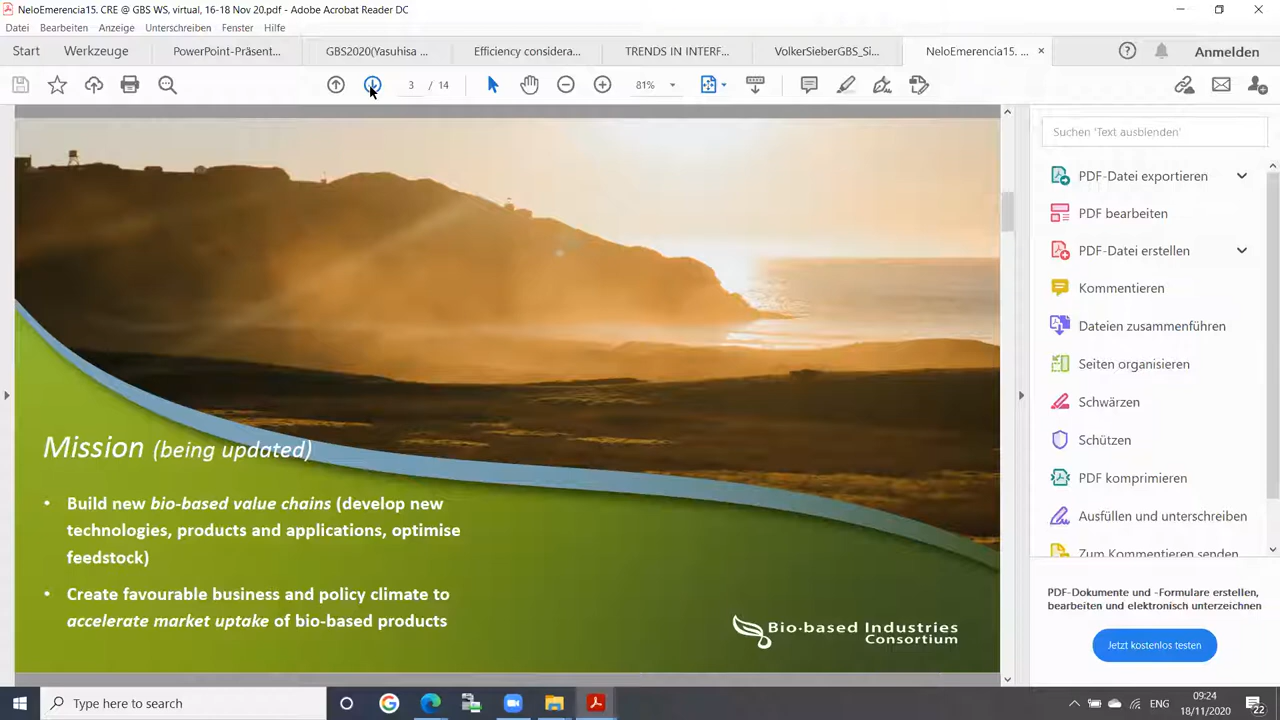 NeloEmerencia15. CRE @ GBS WS, virtual, 16-18 Nov 20.pdf - Adobe Acrobat Reader DC
Datei Bearbeiten Anzeige Unterschreiben Fenster Hilfe
Start Werkzeuge PowerPoint-Präsent... GBS2020(Yasuhisa ... Efficiency considera... TRENDS IN INTERF... VolkerSieberGBS_Si... NeloEmerencia15. ... × Anmelden
3 / 14 81%
Suchen 'Text ausblenden'
PDF-Datei exportieren
PDF bearbeiten
PDF-Datei erstellen
Kommentieren
Dateien zusammenführen
Seiten organisieren
Schwärzen
Schützen
PDF komprimieren
Ausfüllen und unterschreiben
Zum Kommentieren senden
PDF-Dokumente und -Formulare erstellen,
bearbeiten und elektronisch unterzeichnen
Jetzt kostenlos testen
Mission (being updated)
• Build new bio-based value chains (develop new
technologies, products and applications, optimise
feedstock)
• Create favourable business and policy climate to
accelerate market uptake of bio-based products
Bio-based Industries
Consortium
Type here to search
ENG
09:24
18/11/2020
22